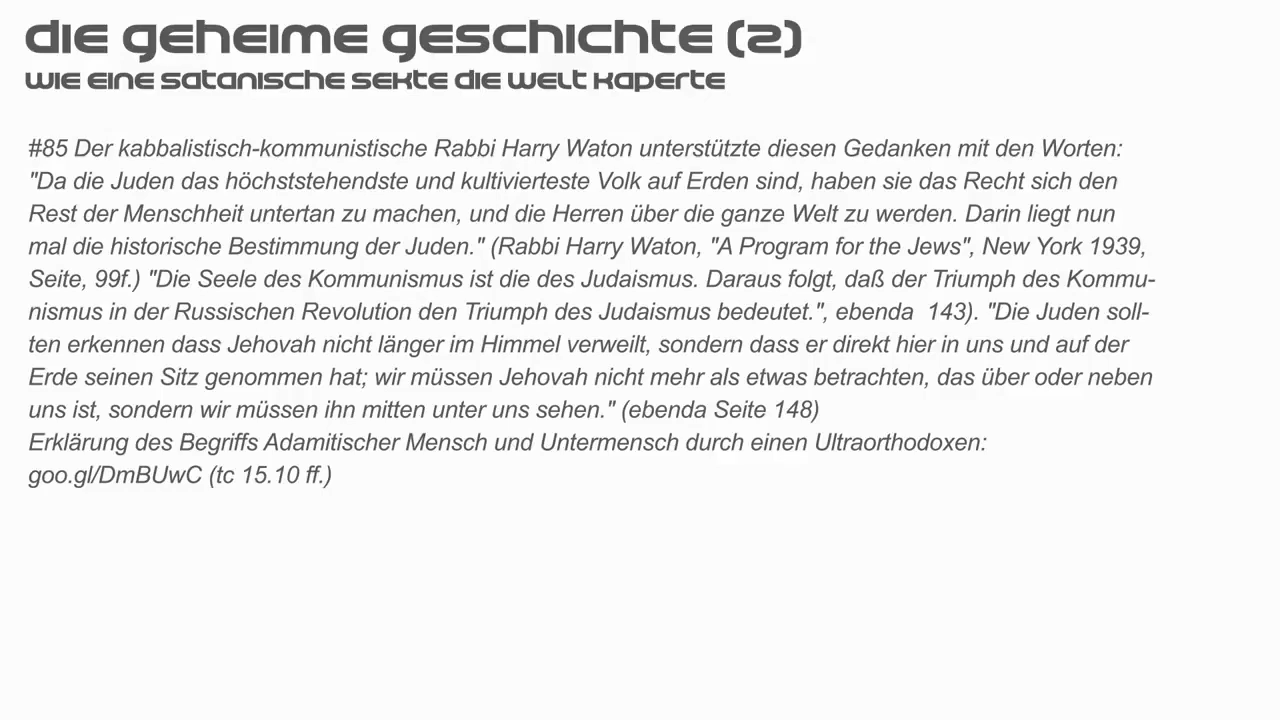 die geheime geschichte (2)
wie eine satanische sekte die welt kaperte
#85 Der kabbalistisch-kommunistische Rabbi Harry Waton unterstützte diesen Gedanken mit den Worten:
"Da die Juden das höchststehendste und kultivierteste Volk auf Erden sind, haben sie das Recht sich den
Rest der Menschheit untertan zu machen, und die Herren über die ganze Welt zu werden. Darin liegt nun
mal die historische Bestimmung der Juden." (Rabbi Harry Waton, "A Program for the Jews", New York 1939,
Seite, 99f.) "Die Seele des Kommunismus ist die des Judaismus. Daraus folgt, daß der Triumph des Kommu-
nismus in der Russischen Revolution den Triumph des Judaismus bedeutet.", ebenda  143). "Die Juden soll-
ten erkennen dass Jehovah nicht länger im Himmel verweilt, sondern dass er direkt hier in uns und auf der
Erde seinen Sitz genommen hat; wir müssen Jehovah nicht mehr als etwas betrachten, das über oder neben
uns ist, sondern wir müssen ihn mitten unter uns sehen." (ebenda Seite 148)
Erklärung des Begriffs Adamitischer Mensch und Untermensch durch einen Ultraorthodoxen:
goo.gl/DmBUwC (tc 15.10 ff.)